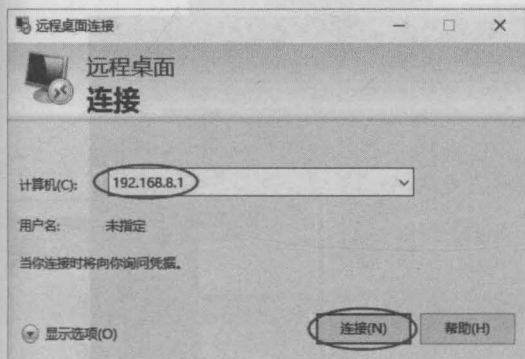 远程桌面连接
远程桌面
连接
计算机(C): 192.168.8.1
用户名: 未指定
当你连接时将向你询问凭据。
显示选项(O) 连接(N) 帮助(H)